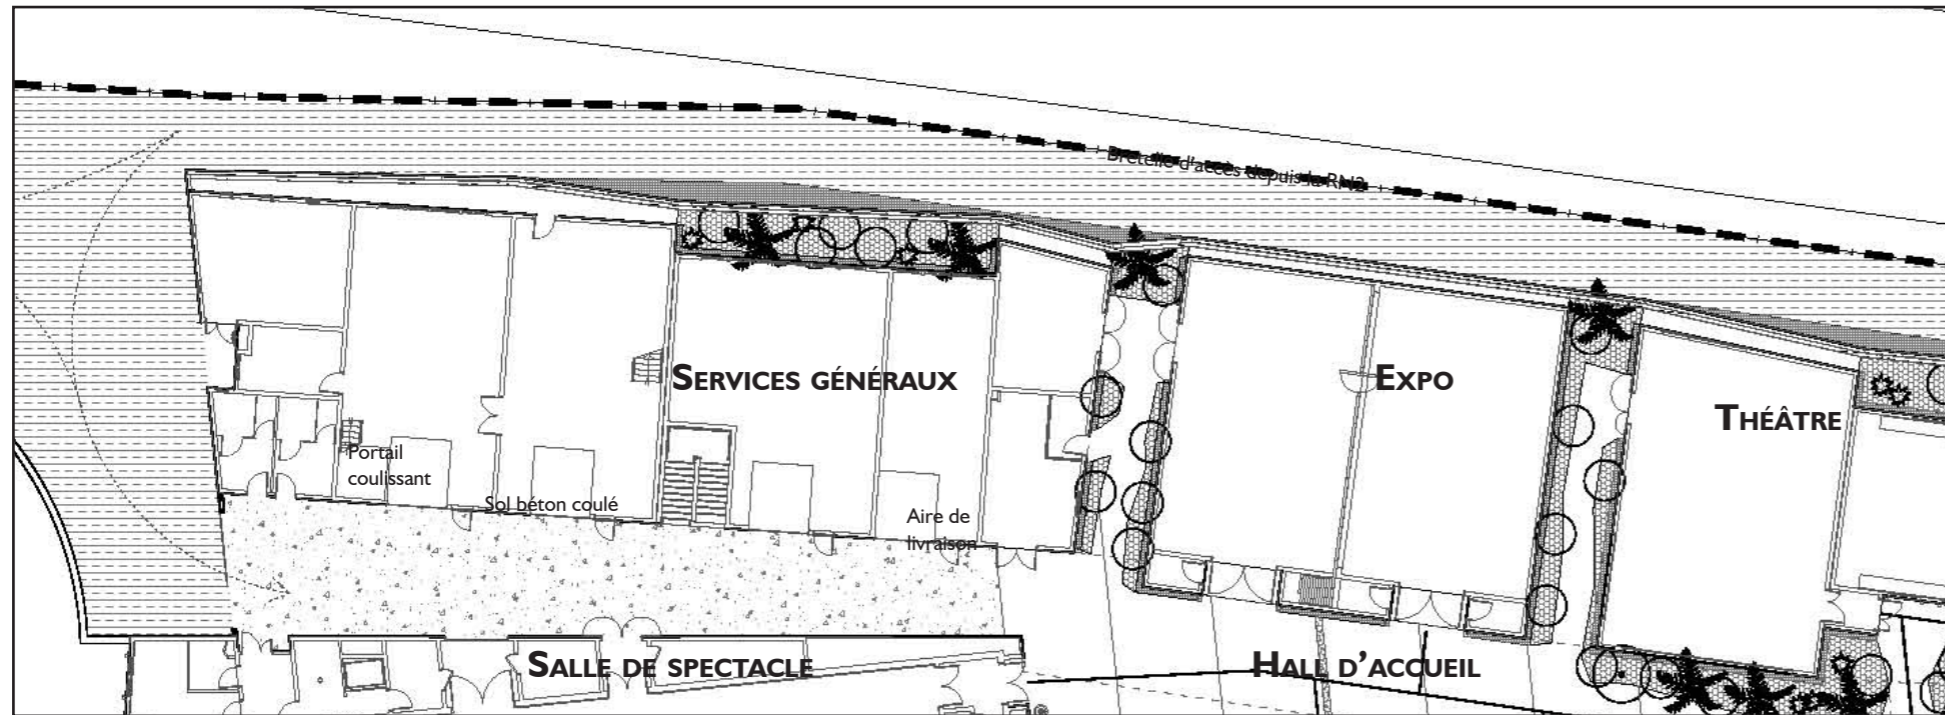 Bretelle d'accès depuis la RN2
Services généraux
Expo
Théâtre
Portail
coulissant
Sol béton coulé
Aire de
livraison
Salle de spectacle
Hall d'accueil